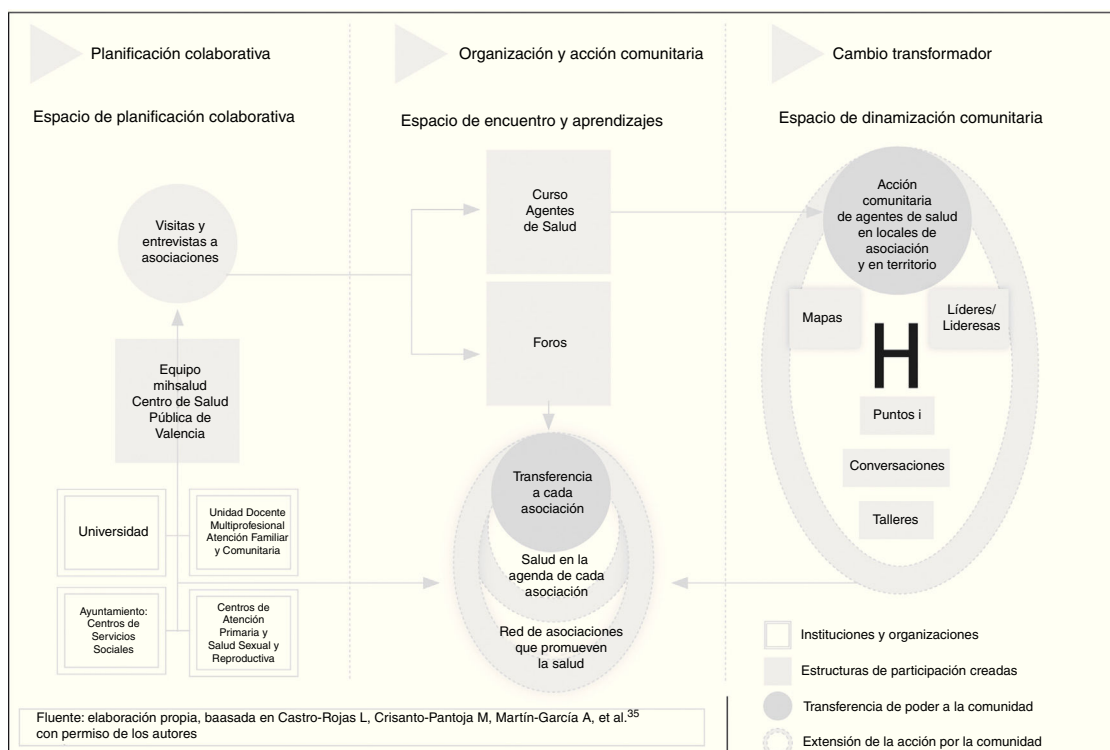 Planificación colaborativa
Organización y acción comunitaria
Cambio transformador
Espacio de planificación colaborativa
Espacio de encuentro y aprendizajes
Espacio de dinamización comunitaria
Visitas y
entrevistas a
asociaciones
Equipo
mihsalud
Centro de Salud
Pública de
Valencia
Universidad
Unidad Docente
Multiprofesional
Atención Familiar
y Comunitaria
Ayuntamiento:
Centros de
Servicios
Sociales
Centros de
Atención
Primaria y
Salud Sexual y
Reproductiva
Curso
Agentes
de Salud
Foros
Transferencia
a cada
asociación
Salud en la
agenda de cada
asociación
Red de asociaciones
que promueven
la salud
Acción
comunitaria
de agentes de salud
en locales de
asociación
y en territorio
Mapas
Líderes/
Lideresas
H
Puntos i
Conversaciones
Talleres
Instituciones y organizaciones
Estructuras de participación creadas
Transferencia de poder a la comunidad
Extensión de la acción por la comunidad
Fluente: elaboración propia, baasada en Castro-Rojas L, Crisanto-Pantoja M, Martín-García A, et al.35
con permiso de los autores